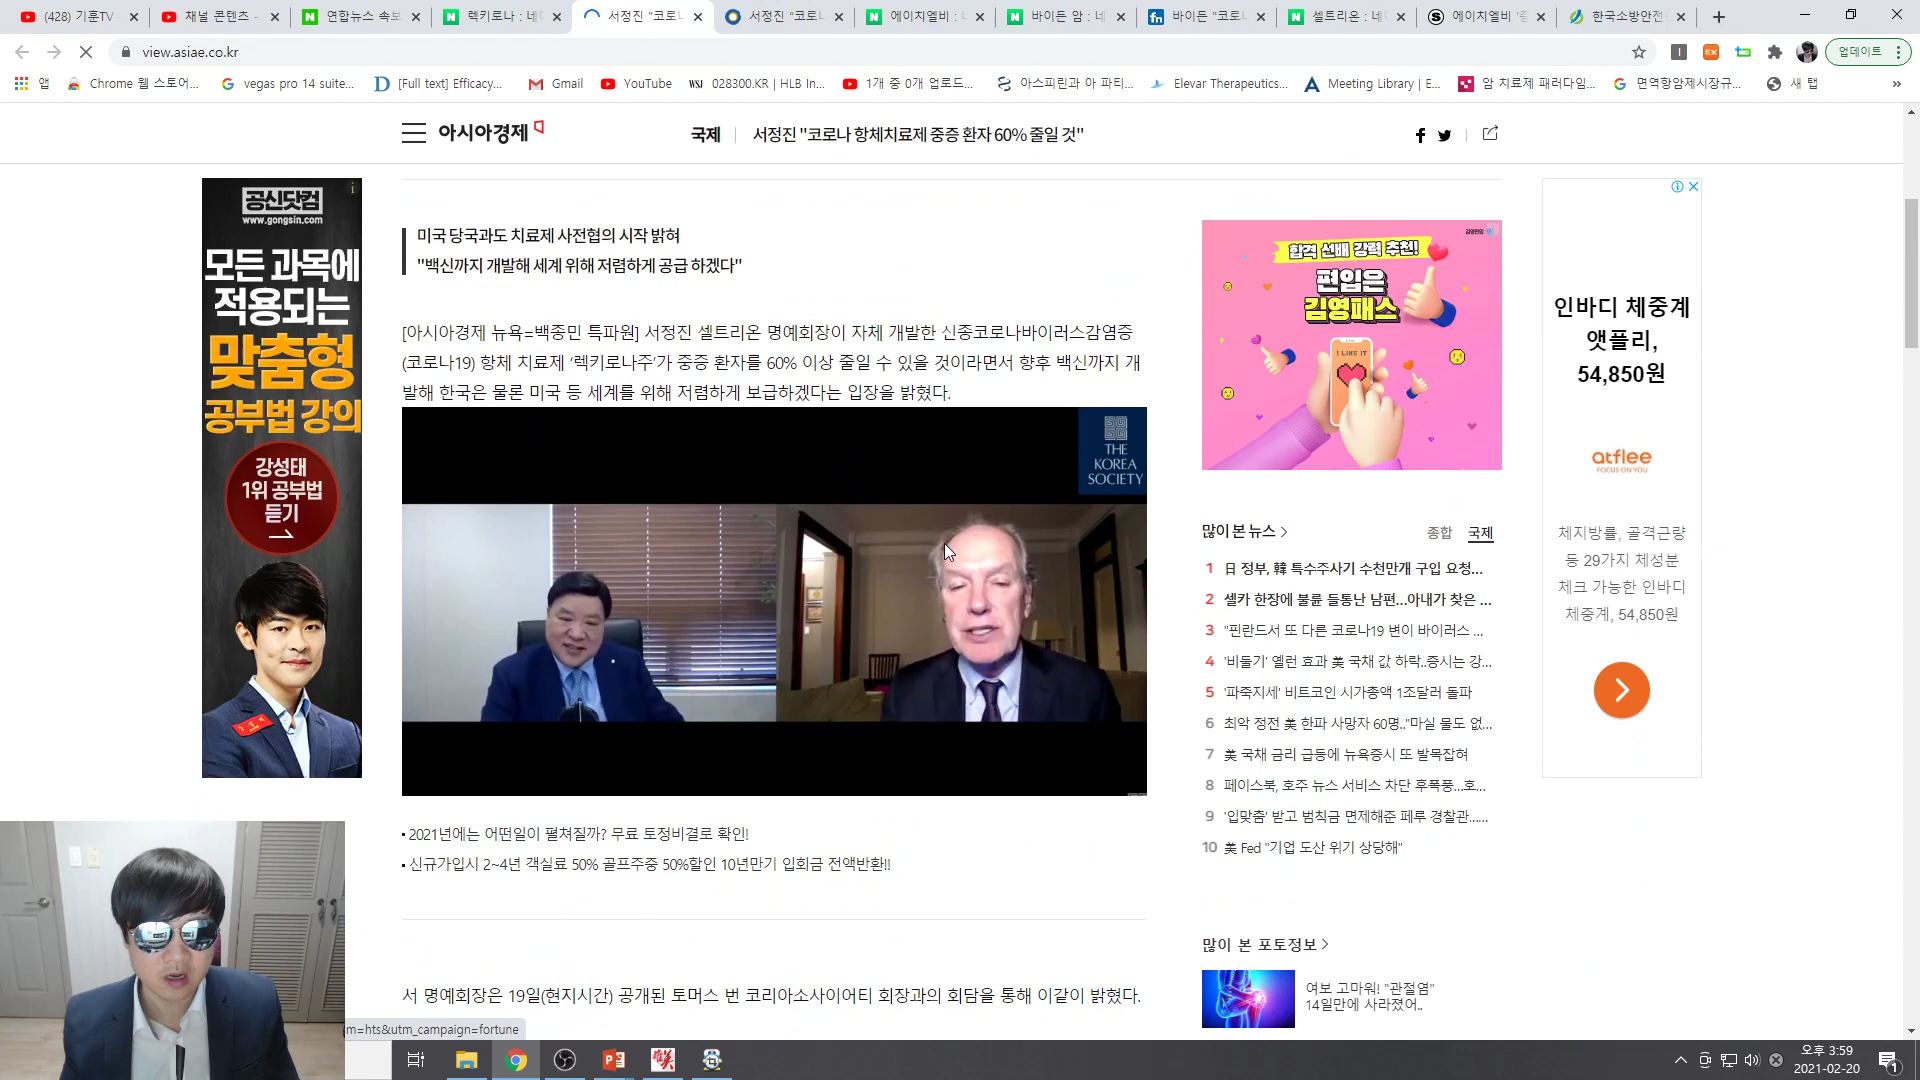 (428) 기훈TV
채널 콘텐츠 -
연합뉴스 속보
렉키로나 : 네
서정진 "코로
서정진 "코로
에이치엘비 :
바이든 암 : 네
바이든 "코로
셀트리온 : 네
에이치엘비 '
한국소방안전
view.asiae.co.kr
업데이트
앱
Chrome 웹 스토어...
vegas pro 14 suite...
[Full text] Efficacy...
Gmail
YouTube
WSJ 028300.KR | HLB In...
1개 중 0개 업로드...
아스피린과 아 파티...
Elevar Therapeutics...
Meeting Library | E...
암 치료제 패러다임...
면역항암제시장규...
새 탭
»
아시아경제
국제
서정진 "코로나 항체치료제 중증 환자 60% 줄일 것"
공신닷컴
www.gongsin.com
모든 과목에
적용되는
맞춤형
공부법 강의
강성태
1위 공부법
듣기
미국 당국과도 치료제 사전협의 시작 밝혀
"백신까지 개발해 세계 위해 저렴하게 공급 하겠다"
[아시아경제 뉴욕=백종민 특파원] 서정진 셀트리온 명예회장이 자체 개발한 신종코로나바이러스감염증
(코로나19) 항체 치료제 ‘렉키로나주’가 중증 환자를 60% 이상 줄일 수 있을 것이라면서 향후 백신까지 개
발해 한국은 물론 미국 등 세계를 위해 저렴하게 보급하겠다는 입장을 밝혔다.
THE
KOREA
SOCIETY
▪ 2021년에는 어떤일이 펼쳐질까? 무료 토정비결로 확인!
▪ 신규가입시 2~4년 객실료 50% 골프주중 50%할인 10년만기 입회금 전액반환!!
서 명예회장은 19일(현지시간) 공개된 토머스 번 코리아소사이어티 회장과의 회담을 통해 이같이 밝혔다.
합격 선배 강력 추천!
편입은
김영패스
I LIKE IT
많이 본 뉴스 >
종합
국제
1 日 정부, 韓 특수주사기 수천만개 구입 요청...
2 셀카 한장에 불륜 들통난 남편...아내가 찾은 ...
3 "핀란드서 또 다른 코로나19 변이 바이러스 ...
4 '비둘기' 옐런 효과 美 국채 값 하락..증시는 강...
5 '파죽지세' 비트코인 시가총액 1조달러 돌파
6 최악 정전 美 한파 사망자 60명.."마실 물도 없...
7 美 국채 금리 급등에 뉴욕증시 또 발목잡혀
8 페이스북, 호주 뉴스 서비스 차단 후폭풍...호...
9 '입맞춤' 받고 범칙금 면제해준 페루 경찰관......
10 美 Fed "기업 도산 위기 상당해"
많이 본 포토정보 >
여보 고마워! "관절염"
14일만에 사라졌어..
인바디 체중계
앳플리,
54,850원
atflee
FOCUS ON YOU
체지방률, 골격근량
등 29가지 체성분
체크 가능한 인바디
체중계, 54,850원
m=hts&utm_campaign=fortune
오후 3:59
2021-02-20
1